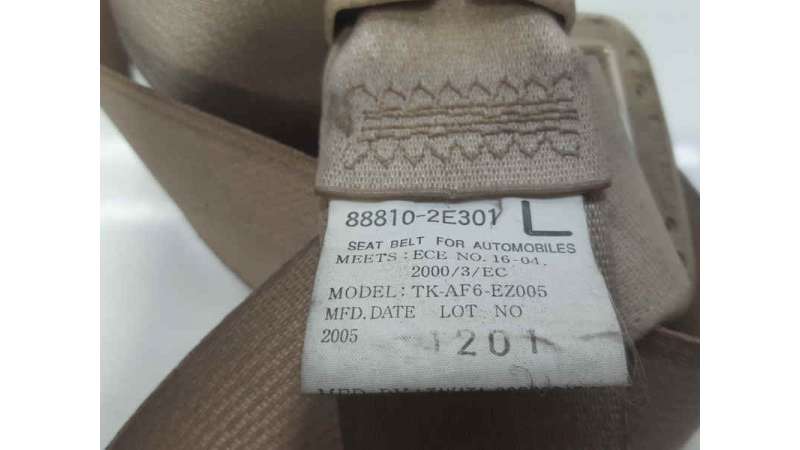 88810-2E301 L
SEAT BELT FOR AUTOMOBILES
MEETS : ECE NO. 16-04.
2000/3/EC
MODEL: TK-AF6-EZ005
MFD. DATE LOT NO
2005 1201